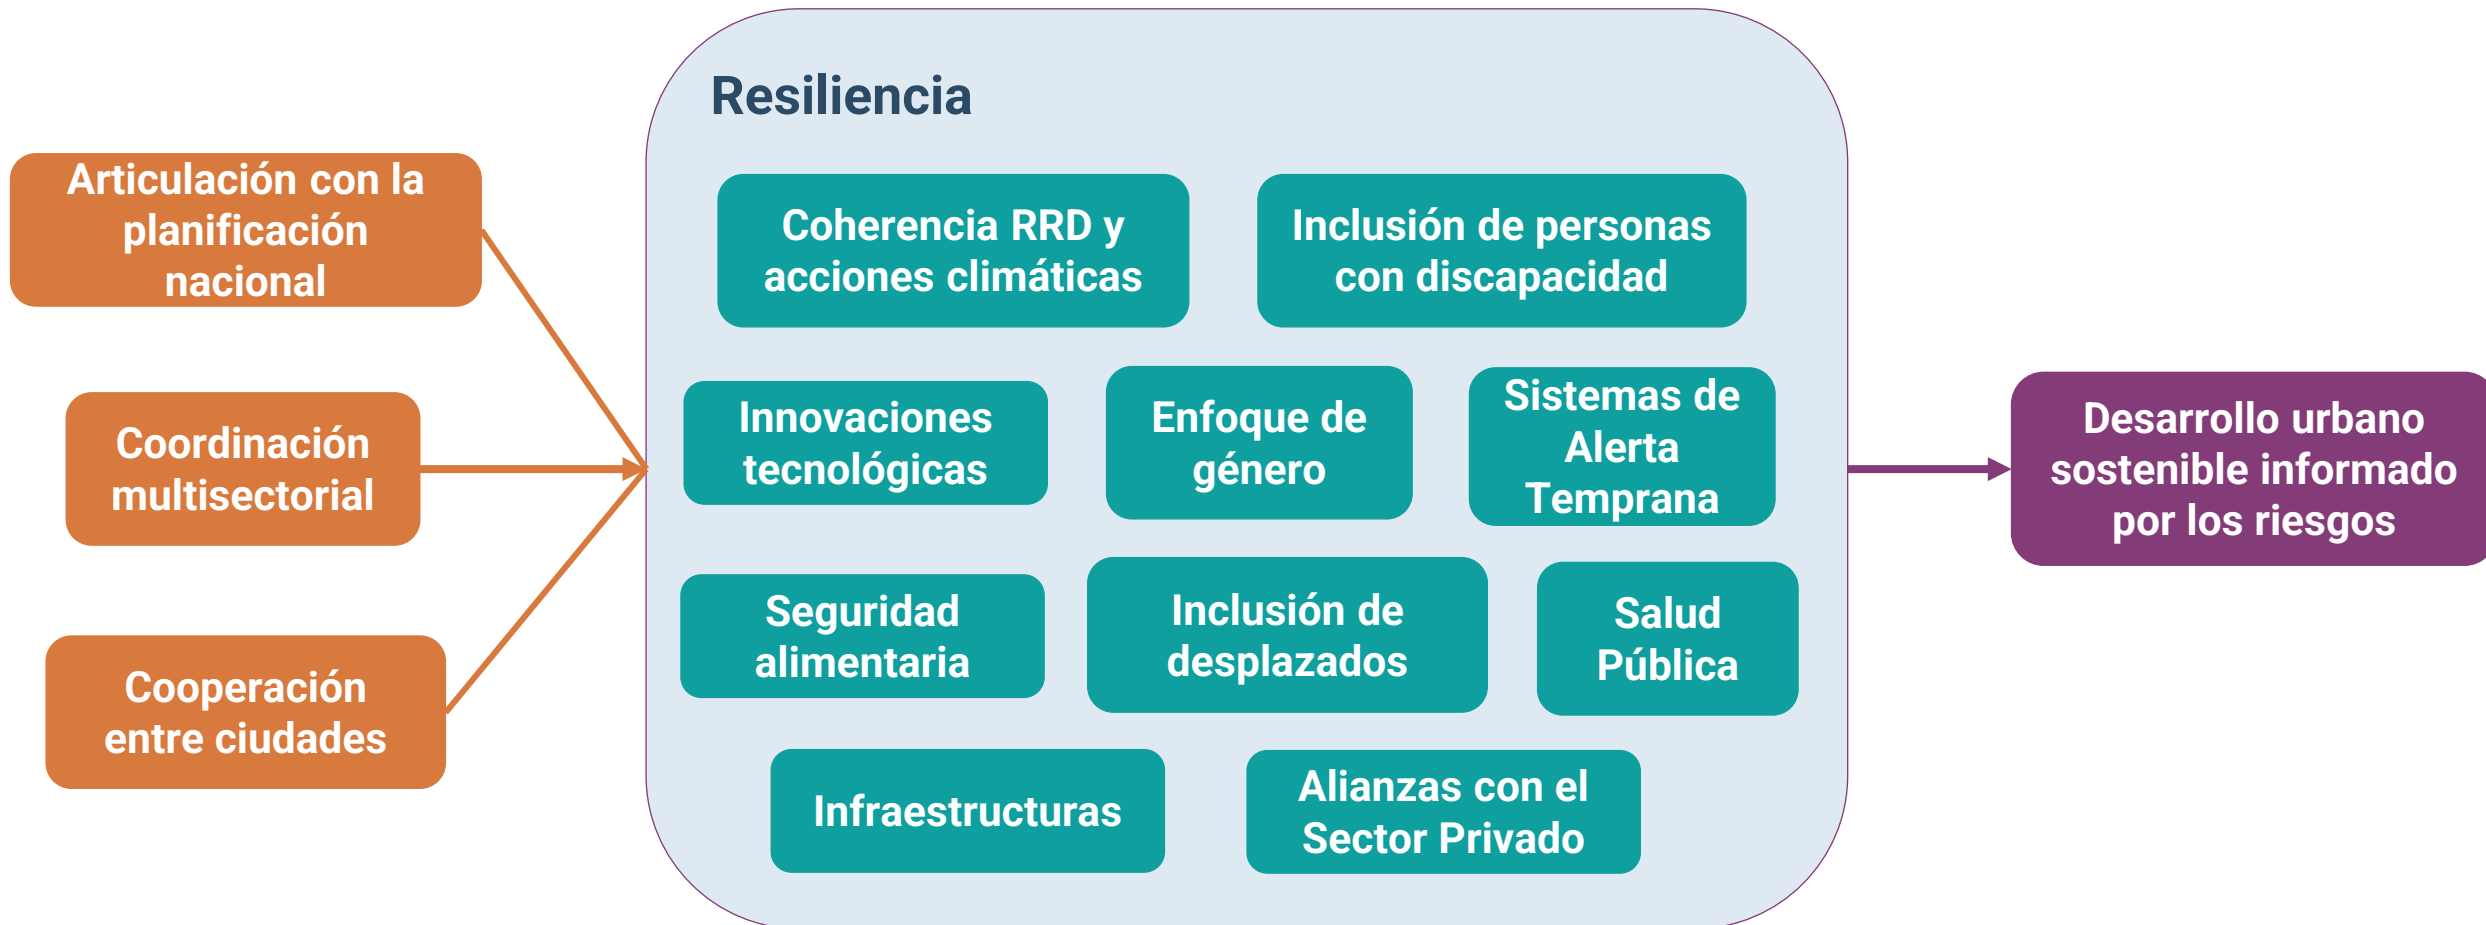 Resiliencia
Articulación con la
planificación
nacional
Coordinación
multisectorial
Cooperación
entre ciudades
Coherencia RRD y
acciones climáticas
Inclusión de personas
con discapacidad
Innovaciones
tecnológicas
Enfoque de
género
Sistemas de
Alerta
Temprana
Seguridad
alimentaria
Inclusión de
desplazados
Salud
Pública
Infraestructuras
Alianzas con el
Sector Privado
Desarrollo urbano
sostenible informado
por los riesgos